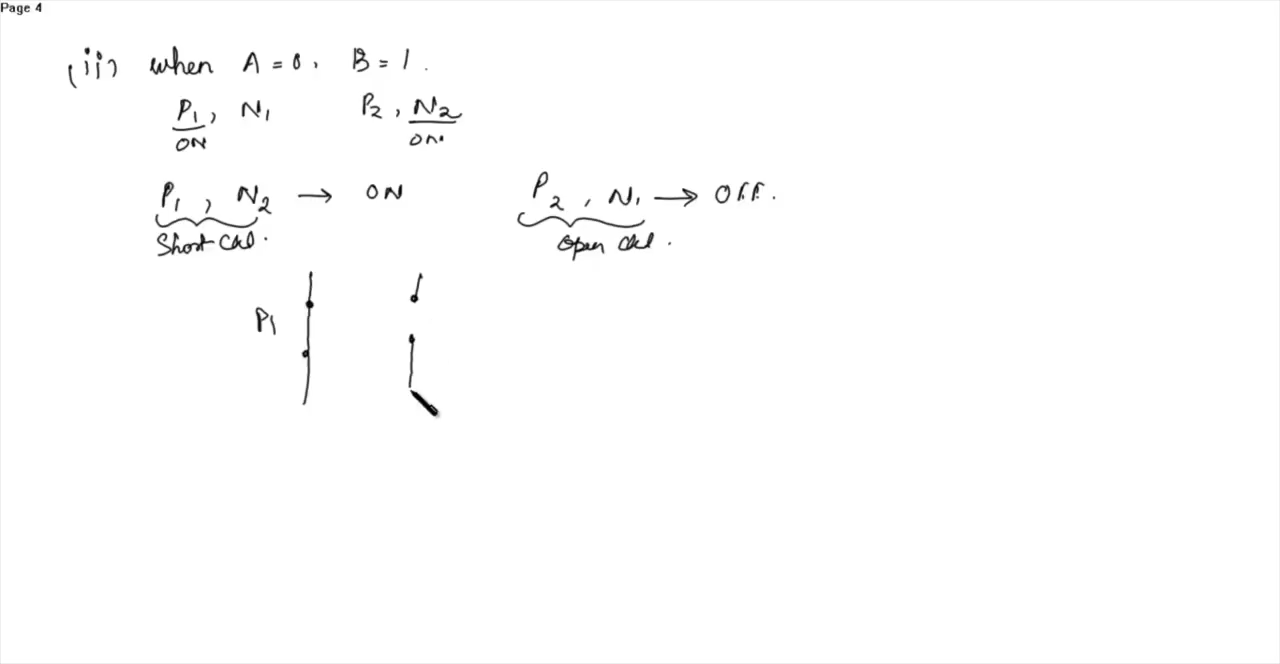 Page 4
(ii) when A = 0, B = 1.
P1, N1 P2, N2
ON ON
P1, N2 → ON P2, N1 → OFF.
Short Ckt. Open Ckt.
P1